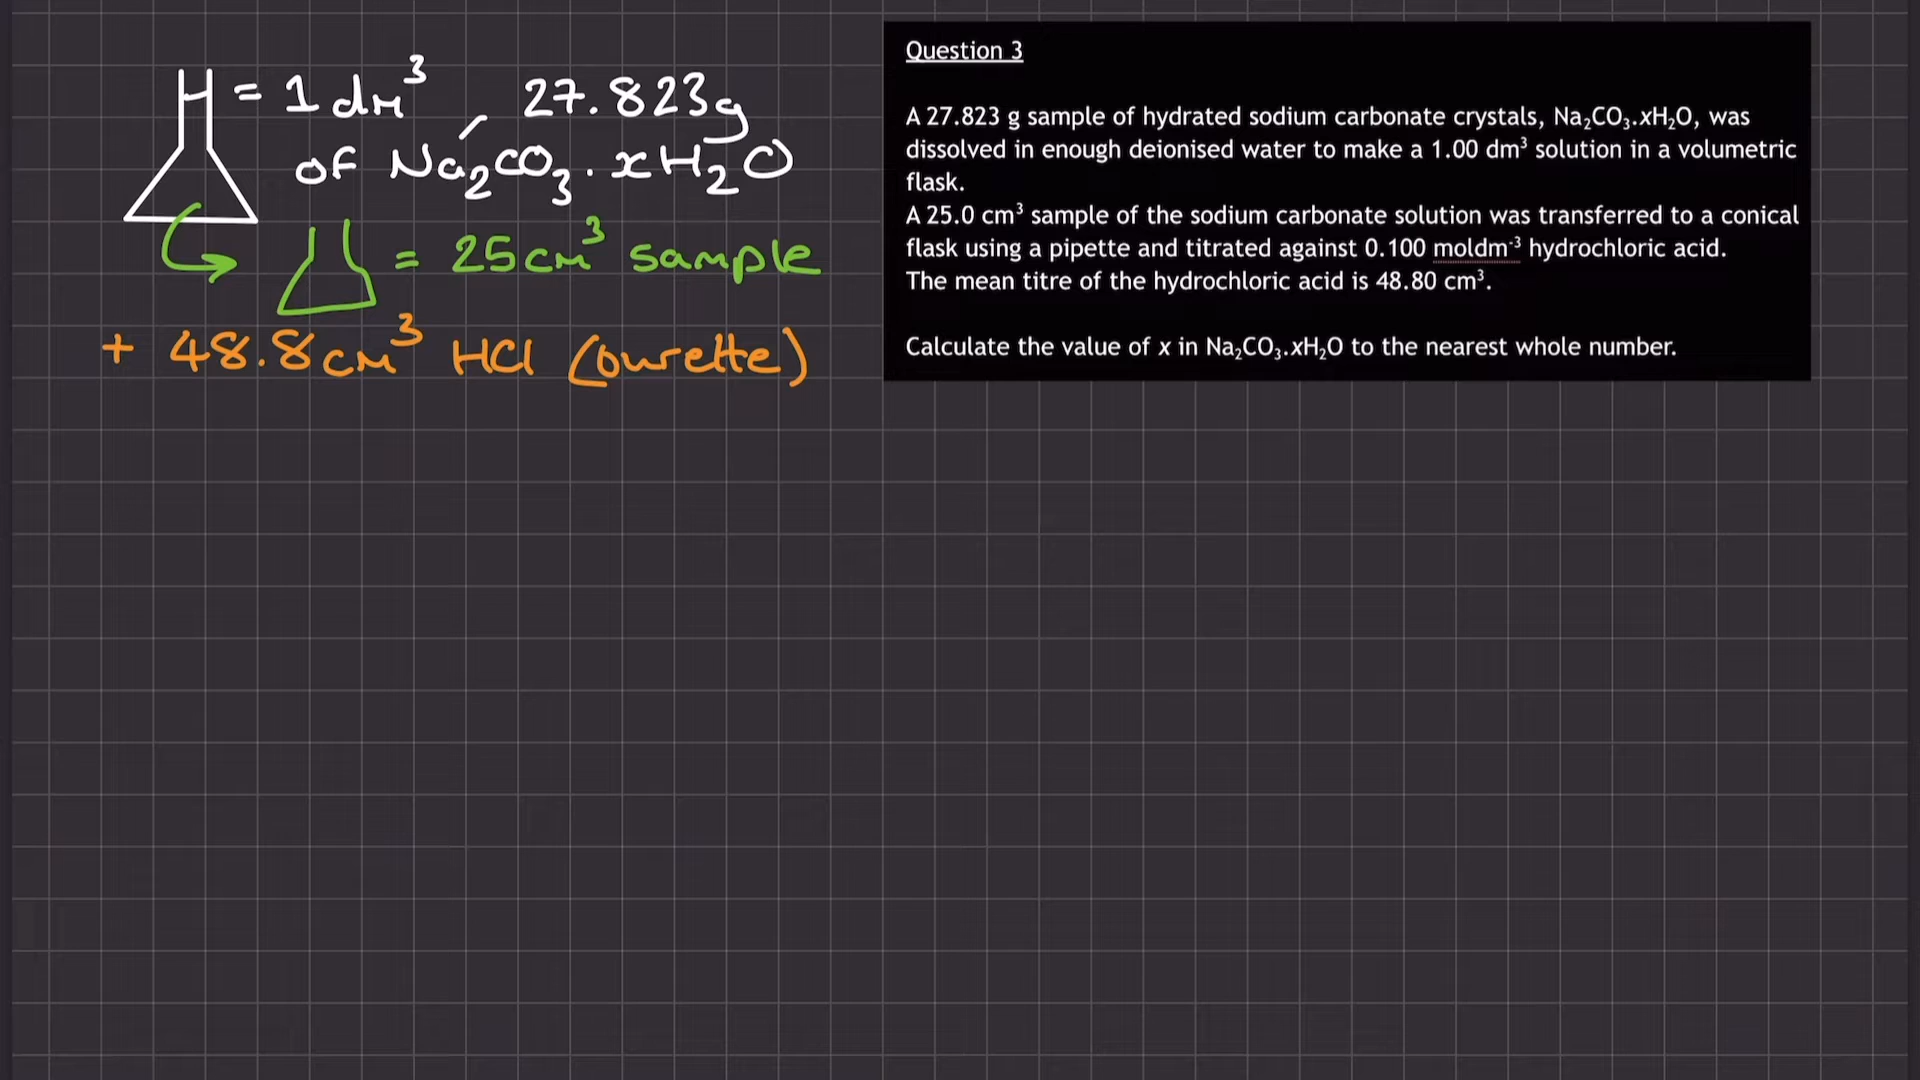 = 1 dm³, 27.823g
of Na₂CO₃.xH₂O
= 25cm³ sample
+ 48.8cm³ HCl (burette)
Question 3
A 27.823 g sample of hydrated sodium carbonate crystals, Na₂CO₃.xH₂O, was
dissolved in enough deionised water to make a 1.00 dm³ solution in a volumetric
flask.
A 25.0 cm³ sample of the sodium carbonate solution was transferred to a conical
flask using a pipette and titrated against 0.100 moldm⁻³ hydrochloric acid.
The mean titre of the hydrochloric acid is 48.80 cm³.
Calculate the value of x in Na₂CO₃.xH₂O to the nearest whole number.